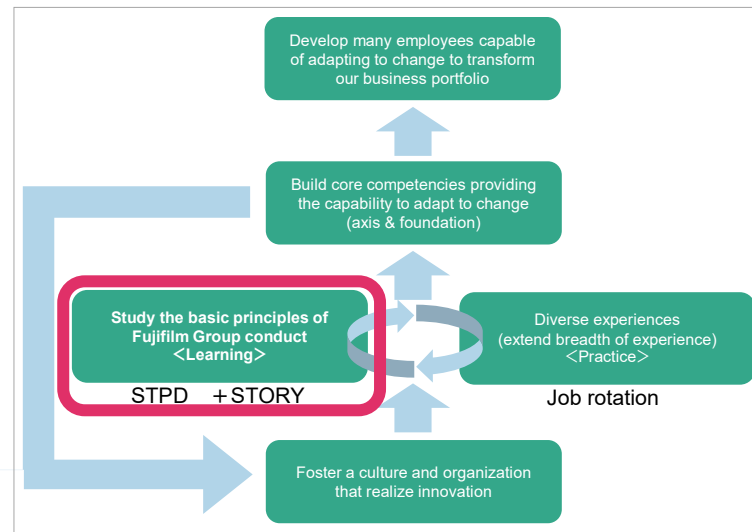 Develop many employees capable
of adapting to change to transform
our business portfolio
Build core competencies providing
the capability to adapt to change
(axis & foundation)
Study the basic principles of
Fujifilm Group conduct
<Learning>
STPD +STORY
Diverse experiences
(extend breadth of experience)
<Practice>
Job rotation
Foster a culture and organization
that realize innovation